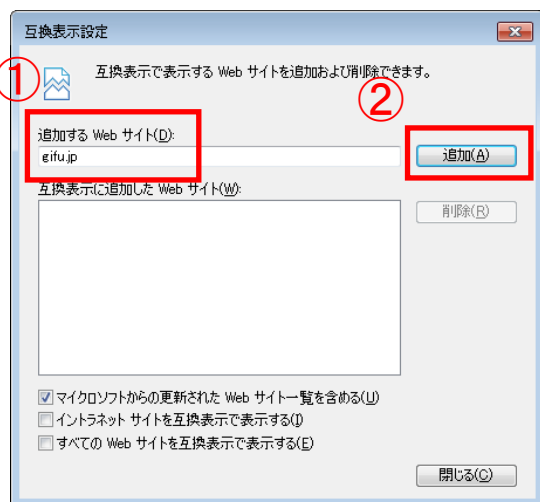 互換表示設定
①
互換表示で表示する Web サイトを追加および削除できます。
②
追加する Web サイト(D):
gifu.jp
追加(A)
互換表示に追加した Web サイト(W):
削除(R)
マイクロソフトからの更新された Web サイト一覧を含める(U)
イントラネット サイトを互換表示で表示する(I)
すべての Web サイトを互換表示で表示する(E)
閉じる(C)